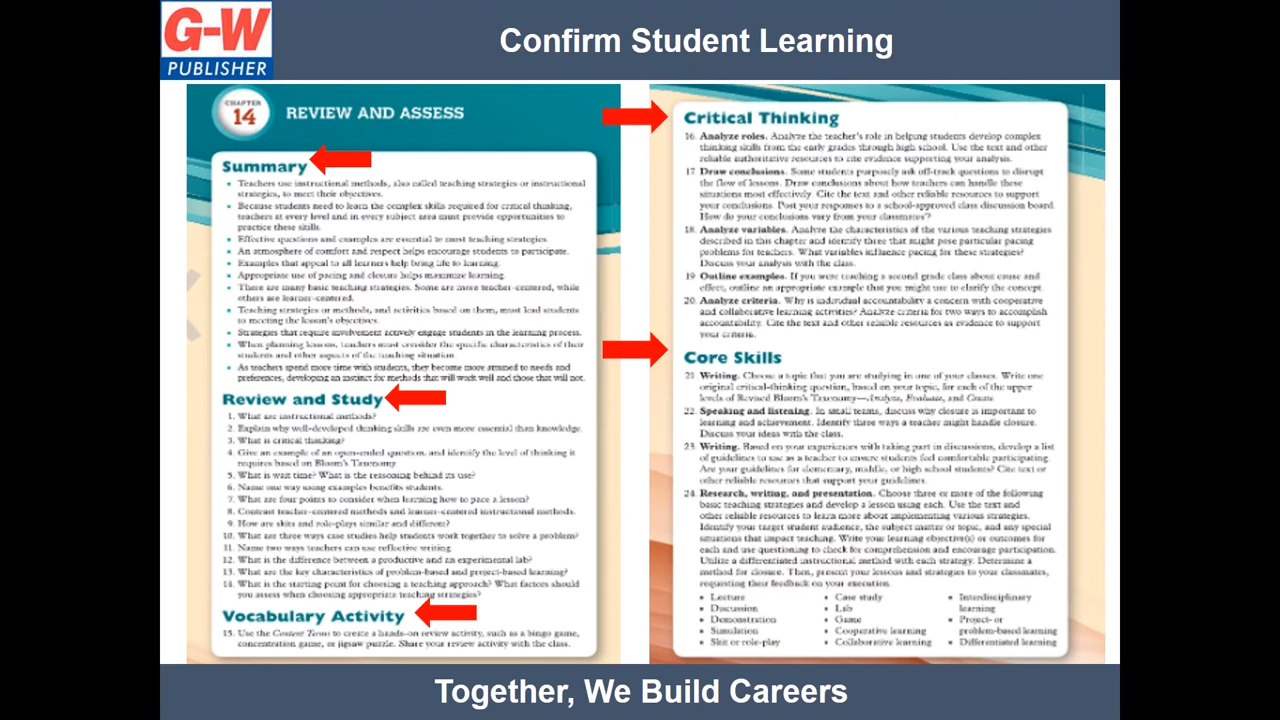 G-W
PUBLISHER
Confirm Student Learning
CHAPTER
14
REVIEW AND ASSESS
Summary
• Teachers use instructional methods, also called teaching strategies or instructional
strategies, to meet their objectives.
• Because students need to learn the complex skills required for critical thinking,
teachers at every level and in every subject area must provide opportunities to
practice these skills.
• Effective questions and examples are essential to most teaching strategies.
• An atmosphere of comfort and respect helps encourage students to participate.
• Examples that appeal to all learners help bring life to learning.
• Appropriate use of pacing and closure helps maximize learning.
• There are many basic teaching strategies. Some are more teacher-centered, while
others are learner-centered.
• Teaching strategies or methods, and activities based on them, must lead students
to meeting the lesson's objectives.
• Strategies that require involvement actively engage students in the learning process.
• When planning lessons, teachers must consider the specific characteristics of their
students and other aspects of the teaching situation.
• As teachers spend more time with students, they become more attuned to needs and
preferences, developing an instinct for methods that will work well and those that will not.
Review and Study
1. What are instructional methods?
2. Explain why well-developed thinking skills are even more essential than knowledge.
3. What is critical thinking?
4. Give an example of an open-ended question, and identify the level of thinking it
requires based on Bloom's Taxonomy.
5. What is wait time? What is the reasoning behind its use?
6. Name one way using examples benefits students.
7. What are four points to consider when learning how to pace a lesson?
8. Contrast teacher-centered methods and learner-centered instructional methods.
9. How are skits and role-plays similar and different?
10. What are three ways case studies help students work together to solve a problem?
11. Name two ways teachers can use reflective writing.
12. What is the difference between a productive and an experimental lab?
13. What are the key characteristics of problem-based and project-based learning?
14. What is the starting point for choosing a teaching approach? What factors should
you assess when choosing appropriate teaching strategies?
Vocabulary Activity
15. Use the Content Terms to create a hands-on review activity, such as a bingo game,
concentration game, or jigsaw puzzle. Share your review activity with the class.
Critical Thinking
16. Analyze roles. Analyze the teacher's role in helping students develop complex
thinking skills from the early grades through high school. Use the text and other
reliable authoritative resources to cite evidence supporting your analysis.
17. Draw conclusions. Some students purposely ask off-track questions to disrupt
the flow of lessons. Draw conclusions about how teachers can handle these
situations most effectively. Cite the text and other reliable resources to support
your conclusions. Post your responses to a school-approved class discussion board.
How do your conclusions vary from your classmates'?
18. Analyze variables. Analyze the characteristics of the various teaching strategies
described in this chapter and identify three that might pose particular pacing
problems for teachers. What variables influence pacing for these strategies?
Discuss your analysis with the class.
19. Outline examples. If you were teaching a second grade class about cause and
effect, outline an appropriate example that you might use to clarify the concept.
20. Analyze criteria. Why is individual accountability a concern with cooperative
and collaborative learning activities? Analyze criteria for two ways to accomplish
accountability. Cite the text and other reliable resources as evidence to support
your criteria.
Core Skills
21. Writing. Choose a topic that you are studying in one of your classes. Write one
original critical-thinking question, based on your topic, for each of the upper
levels of Revised Bloom's Taxonomy—Analyze, Evaluate, and Create.
22. Speaking and listening. In small teams, discuss why closure is important to
learning and achievement. Identify three ways a teacher might handle closure.
Discuss your ideas with the class.
23. Writing. Based on your experiences with taking part in discussions, develop a list
of guidelines to use as a teacher to ensure students feel comfortable participating.
Are your guidelines for elementary, middle, or high school students? Cite text or
other reliable resources that support your guidelines.
24. Research, writing, and presentation. Choose three or more of the following
basic teaching strategies and develop a lesson using each. Use the text and
other reliable resources to learn more about implementing various strategies.
Identify your target student audience, the subject matter or topic, and any special
situations that impact teaching. Write your learning objective(s) or outcomes for
each and use questioning to check for comprehension and encourage participation.
Utilize a differentiated instructional method with each strategy. Determine a
method for closure. Then, present your lessons and strategies to your classmates,
requesting their feedback on your execution.
• Lecture
• Discussion
• Demonstration
• Simulation
• Skit or role-play
• Case study
• Lab
• Game
• Cooperative learning
• Collaborative learning
• Interdisciplinary
learning
• Project- or
problem-based learning
• Differentiated learning
Together, We Build Careers